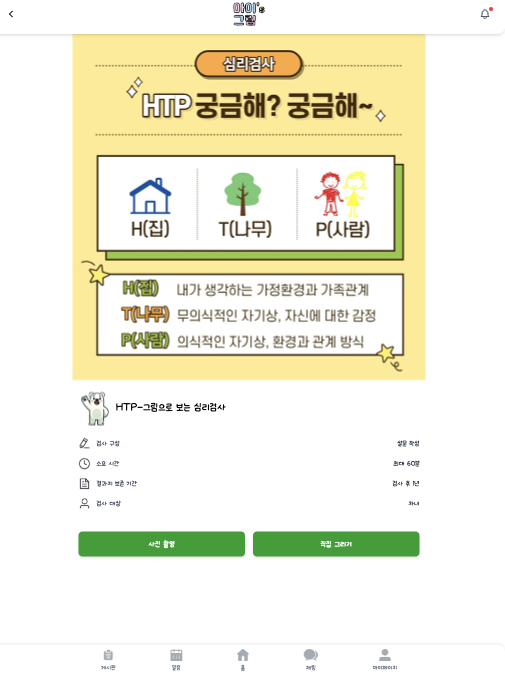 아이의
그림
심리검사
HTP 궁금해? 궁금해~
H(집) T(나무) P(사람)
H(집) 내가 생각하는 가정환경과 가족관계
T(나무) 무의식적인 자기상, 자신에 대한 감정
P(사람) 의식적인 자기상, 환경과 관계 방식
HTP-그림으로 보는 심리검사
검사 구성 설문 작성
소요 시간 최대 60분
결과지 보존 기간 검사 후 1년
검사 대상 자녀
사진 촬영 직접 그리기
게시판 일정 홈 채팅 마이페이지